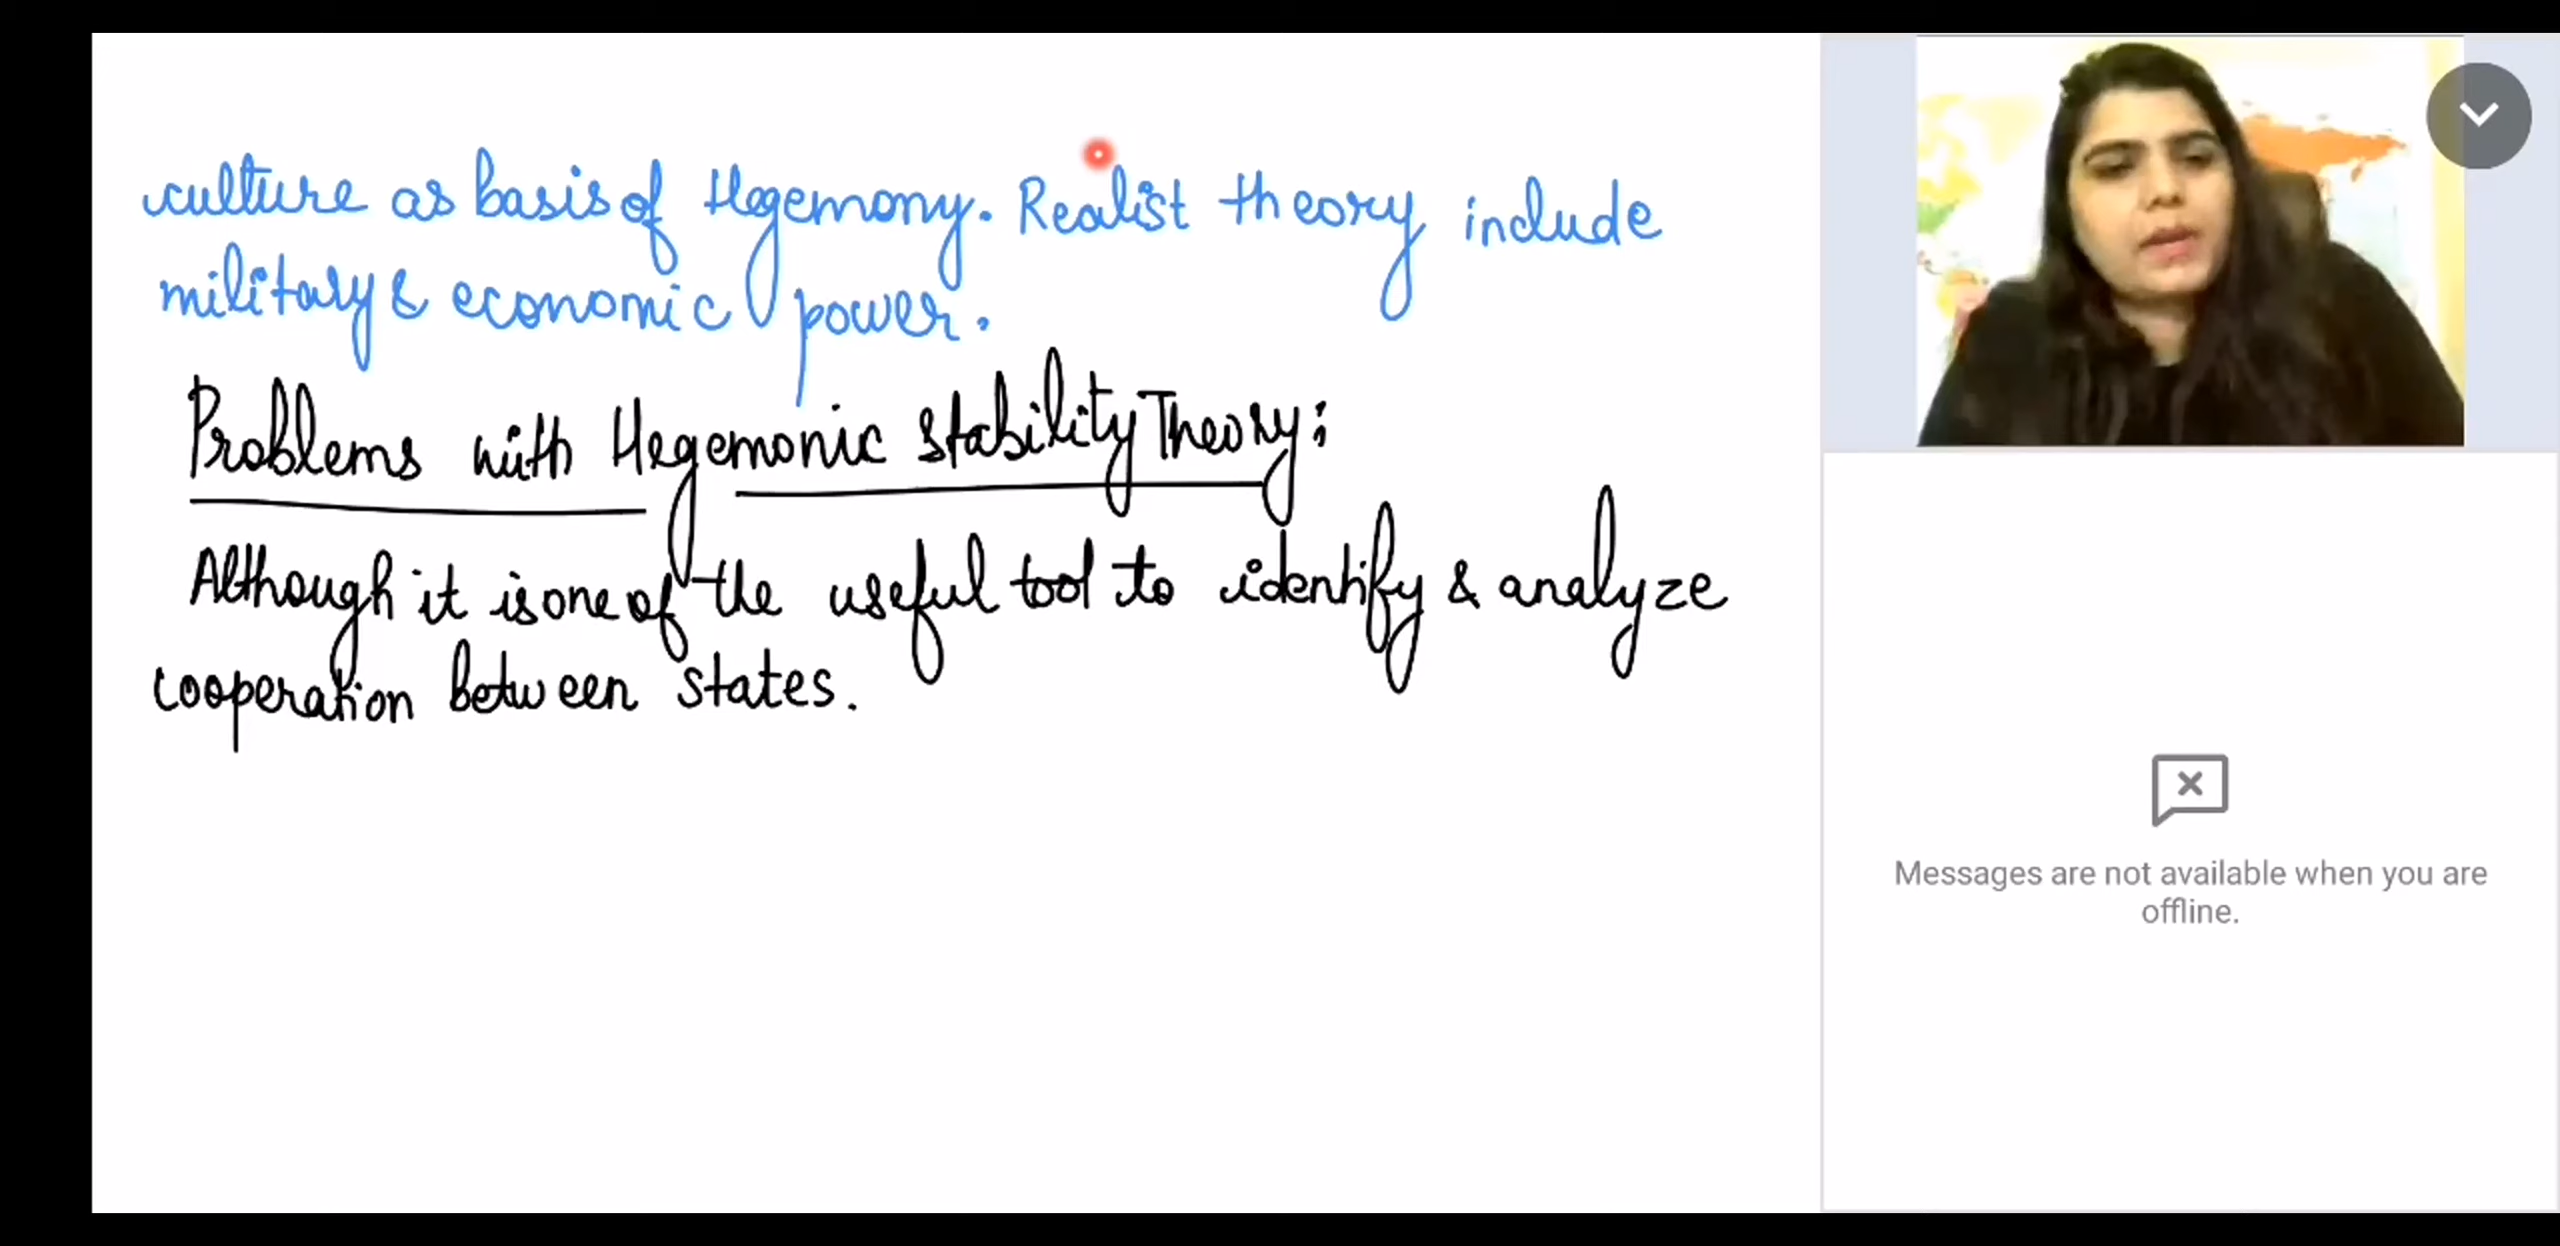 culture as basis of Hegemony. Realist theory include
military & economic power.
Problems with Hegemonic stability Theory:
Although it is one of the useful tool to identify & analyze
cooperation between states.
Messages are not available when you are
offline.